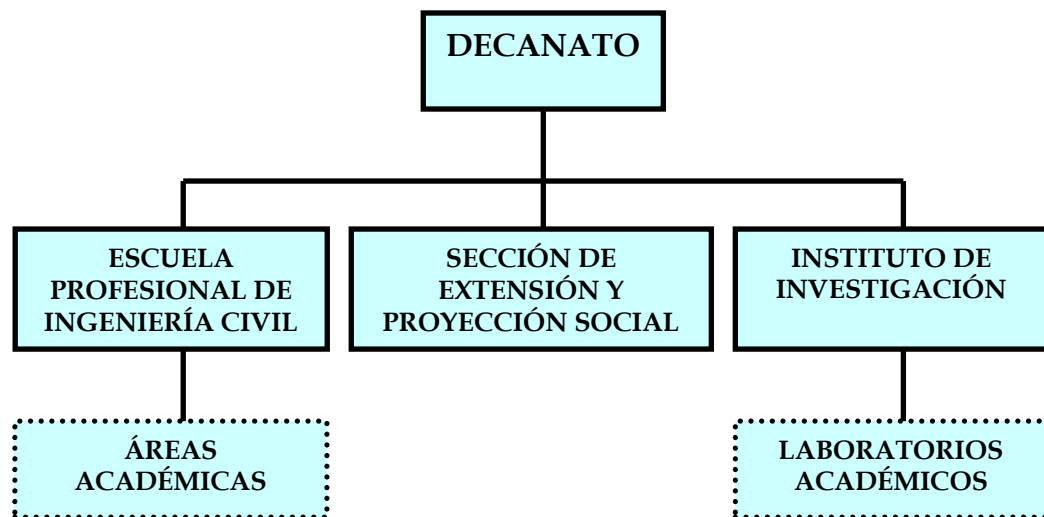 DECANATO
ESCUELA
PROFESIONAL DE
INGENIERÍA CIVIL
SECCIÓN DE
EXTENSIÓN Y
PROYECCIÓN SOCIAL
INSTITUTO DE
INVESTIGACIÓN
ÁREAS
ACADÉMICAS
LABORATORIOS
ACADÉMICOS